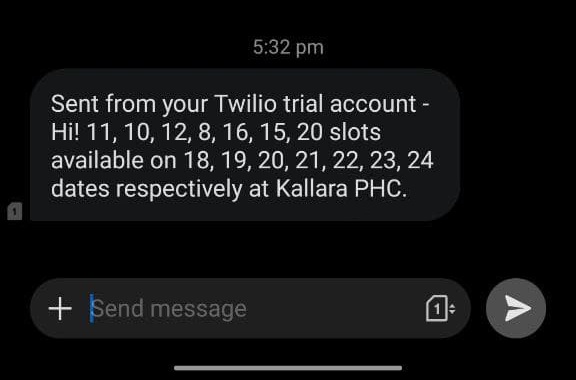 5:32 pm
Sent from your Twilio trial account -
Hi! 11, 10, 12, 8, 16, 15, 20 slots
available on 18, 19, 20, 21, 22, 23, 24
dates respectively at Kallara PHC.
1
Send message
1